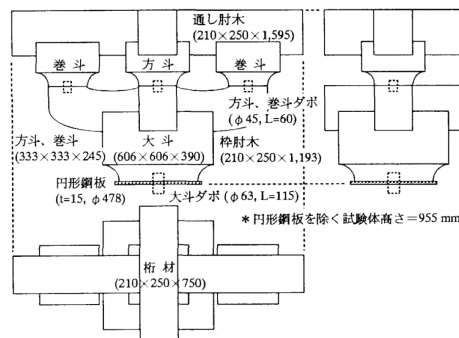 通し肘木
(210×250×1,595)
巻斗
方斗
巻斗
方斗、巻斗ダボ
(φ45, L=60)
方斗、巻斗
(333×333×245)
大斗
(606×606×390)
枠肘木
(210×250×1,193)
円形鋼板
(t=15, φ478)
大斗ダボ(φ63, L=115)
*円形鋼板を除く試験体高さ=955 mm
桁材
(210×250×750)